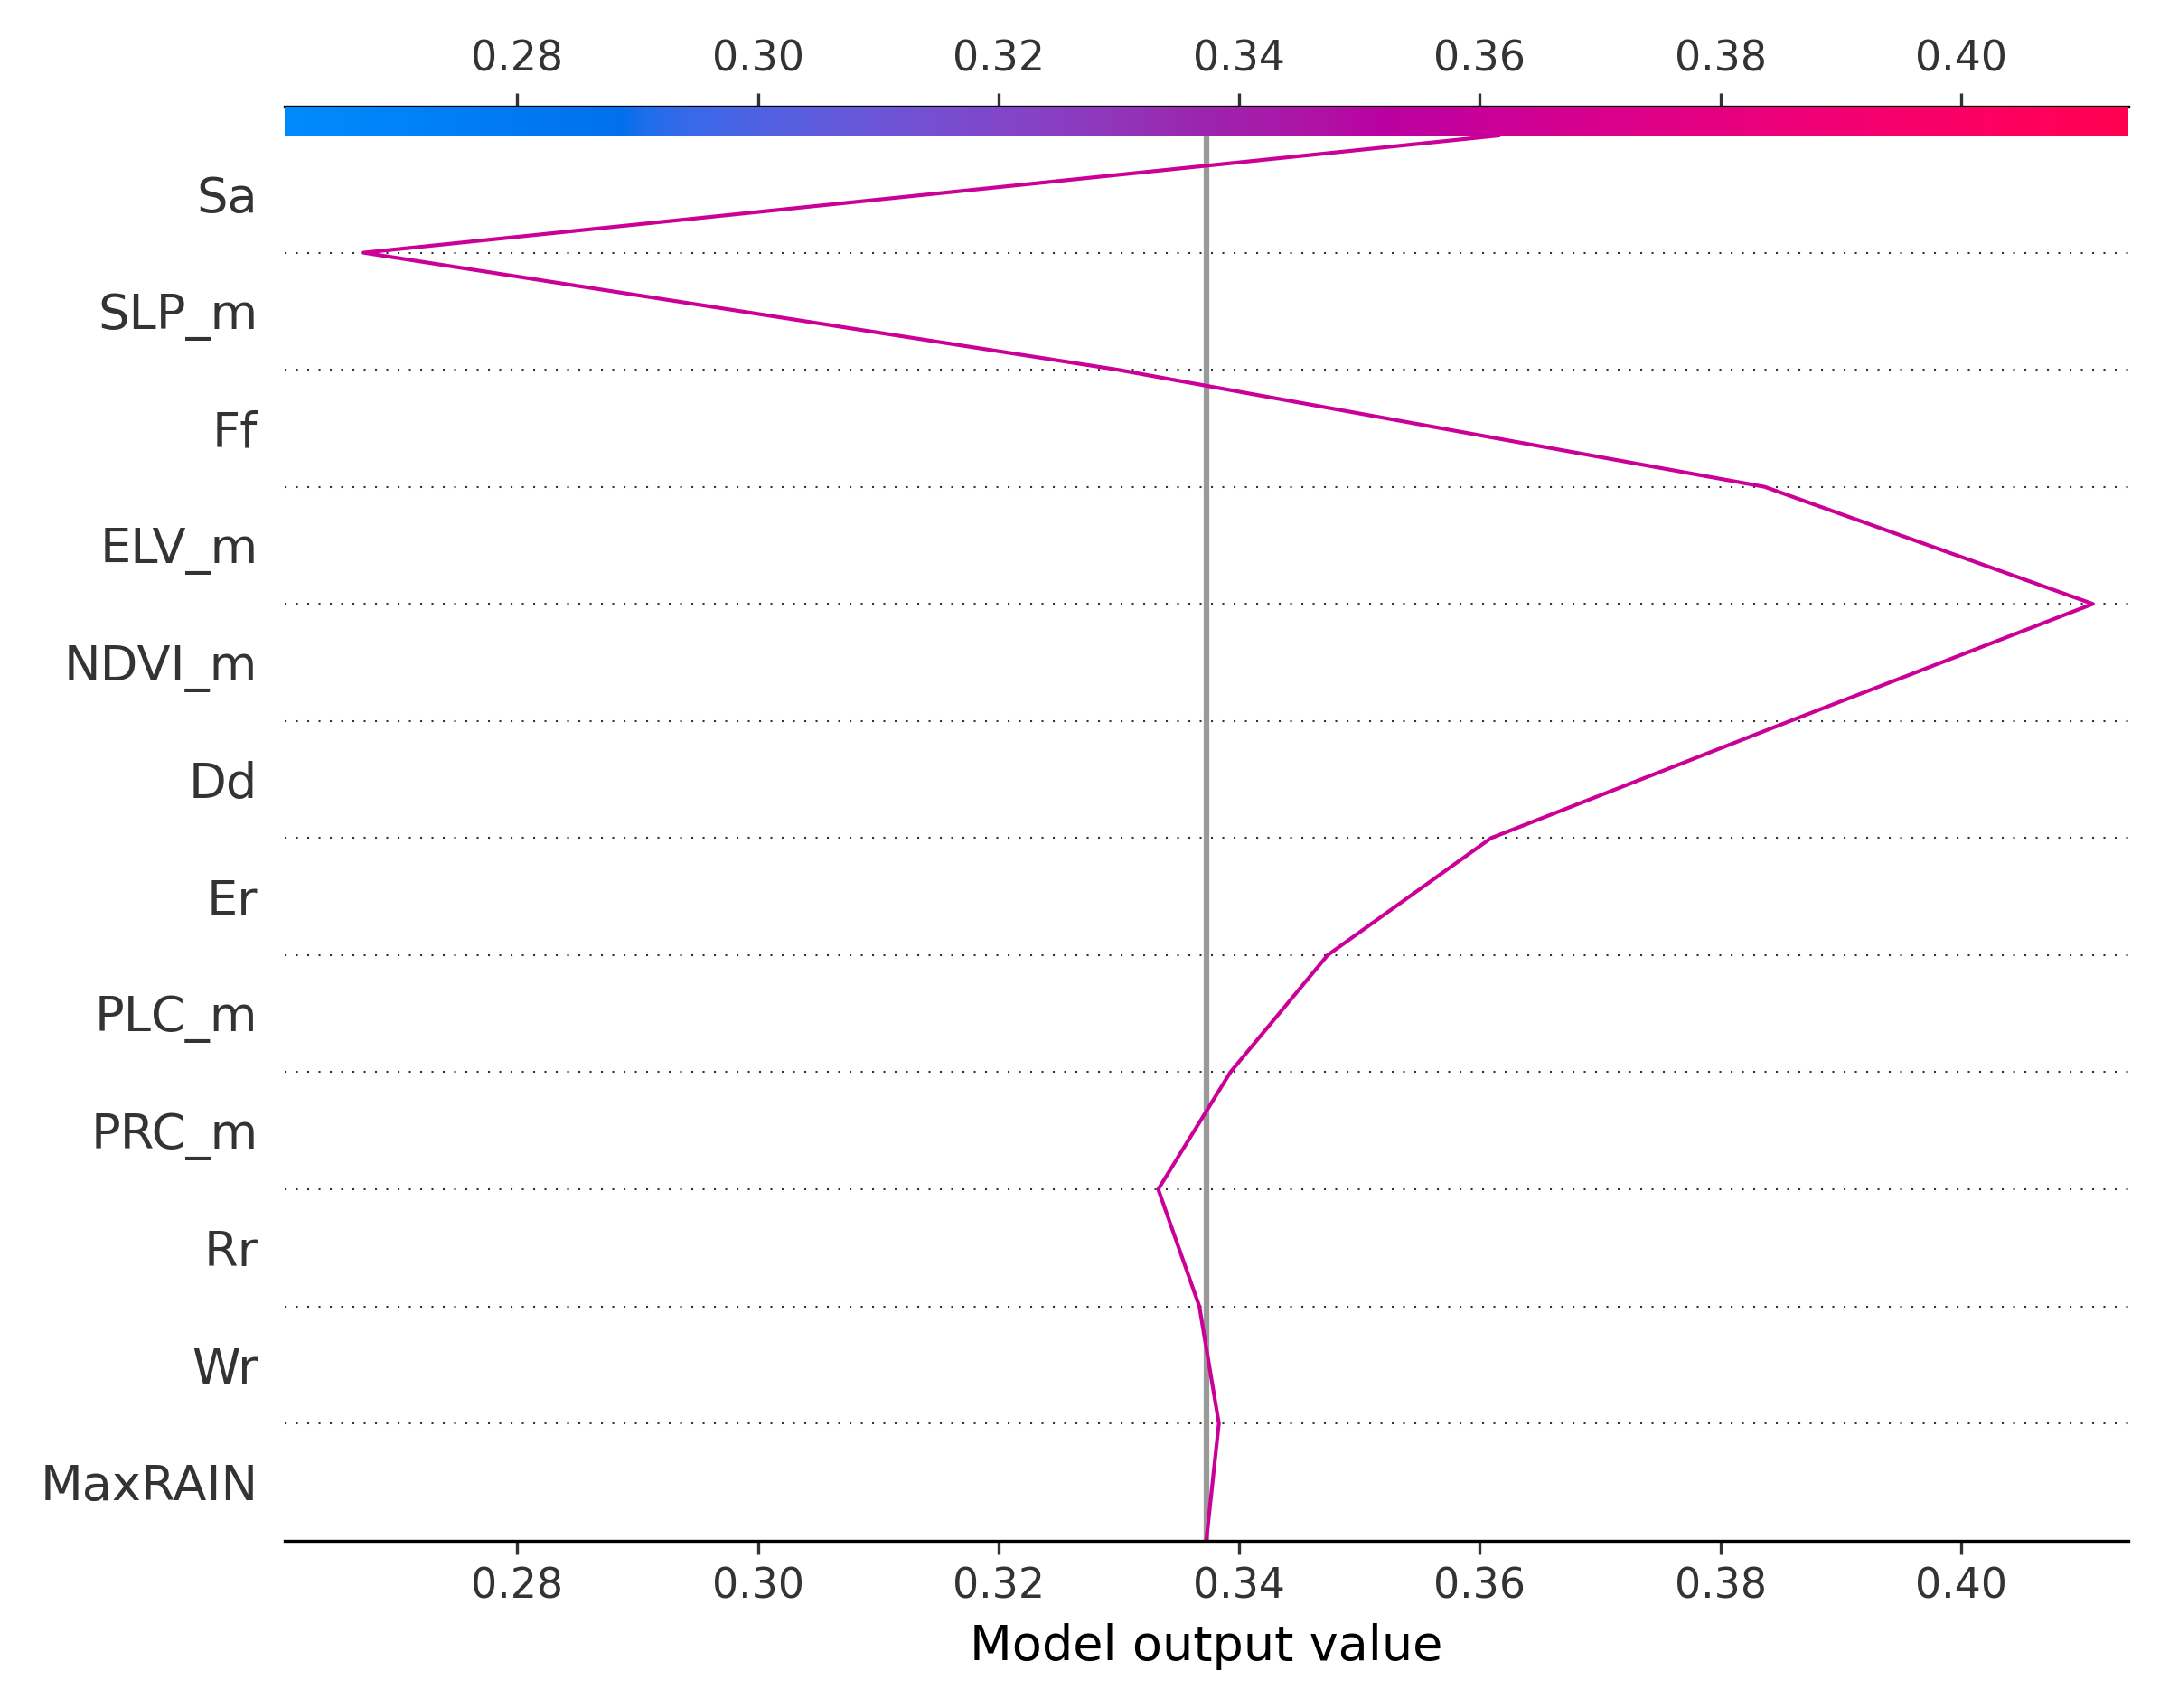 0.28 0.30 0.32 0.34 0.36 0.38 0.40
Sa
SLP_m
Ff
ELV_m
NDVI_m
Dd
Er
PLC_m
PRC_m
Rr
Wr
MaxRAIN
0.28 0.30 0.32 0.34 0.36 0.38 0.40
Model output value